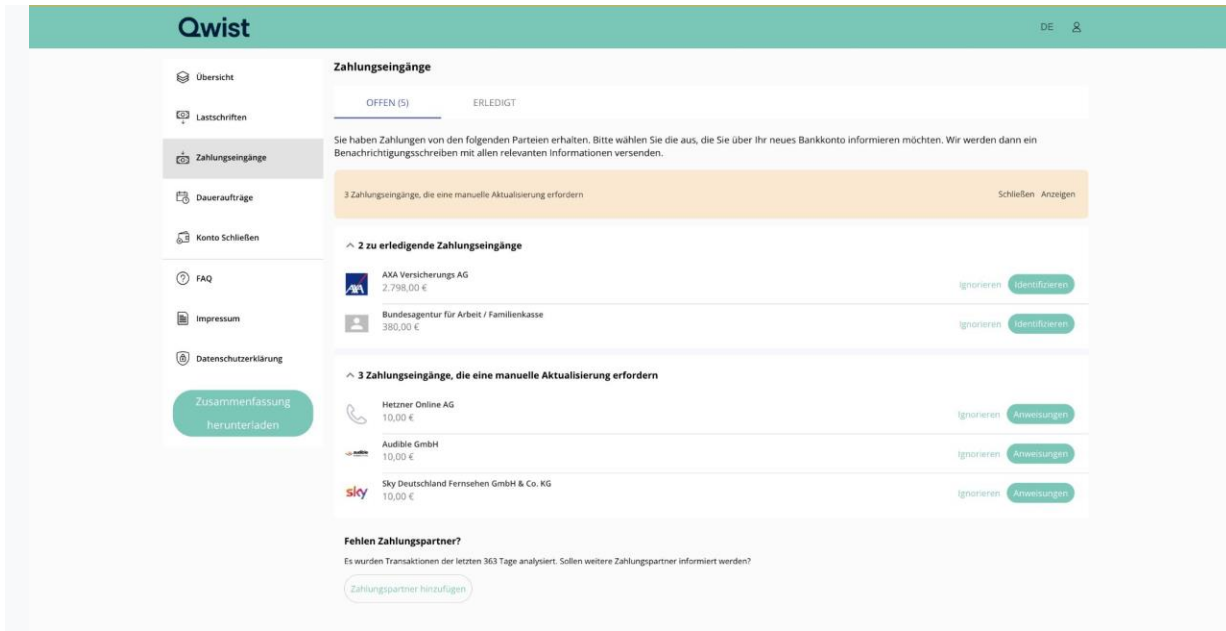 Qwist
DE
Übersicht
Lastschriften
Zahlungseingänge
Daueraufträge
Konto Schließen
FAQ
Impressum
Datenschutzerklärung
Zusammenfassung
herunterladen
Zahlungseingänge
OFFEN (5) ERLEDIGT
Sie haben Zahlungen von den folgenden Parteien erhalten. Bitte wählen Sie die aus, die Sie über Ihr neues Bankkonto informieren möchten. Wir werden dann ein
Benachrichtigungsschreiben mit allen relevanten Informationen versenden.
3 Zahlungseingänge, die eine manuelle Aktualisierung erfordern Schließen Anzeigen
2 zu erledigende Zahlungseingänge
AXA
AXA Versicherungs AG
2.798,00 €
Ignorieren Identifizieren
Bundesagentur für Arbeit / Familienkasse
380,00 €
Ignorieren Identifizieren
3 Zahlungseingänge, die eine manuelle Aktualisierung erfordern
Hetzner Online AG
10,00 €
Ignorieren Anweisungen
audible
Audible GmbH
10,00 €
Ignorieren Anweisungen
sky
Sky Deutschland Fernsehen GmbH & Co. KG
10,00 €
Ignorieren Anweisungen
Fehlen Zahlungspartner?
Es wurden Transaktionen der letzten 363 Tage analysiert. Sollen weitere Zahlungspartner informiert werden?
Zahlungspartner hinzufügen